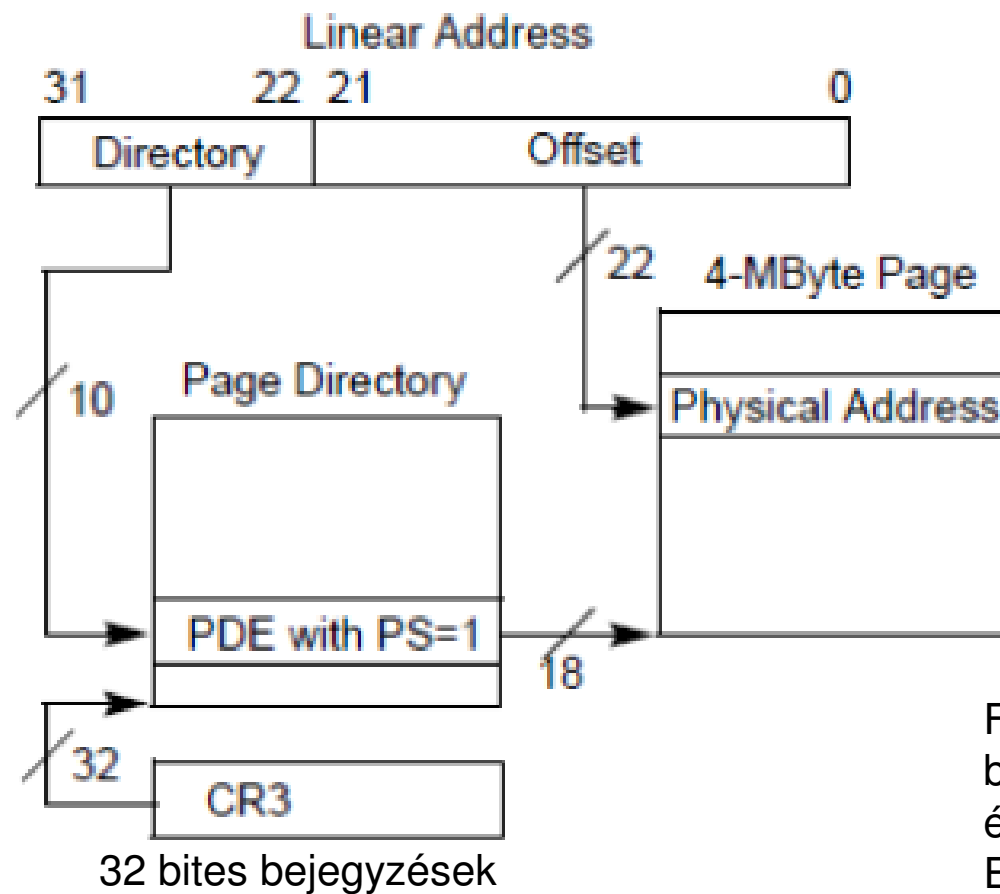 Linear Address
31 22 21 0
Directory Offset
22
4-MByte Page
10
Page Directory
Physical Address
PDE with PS=1
18
32
CR3
32 bites bejegyzések